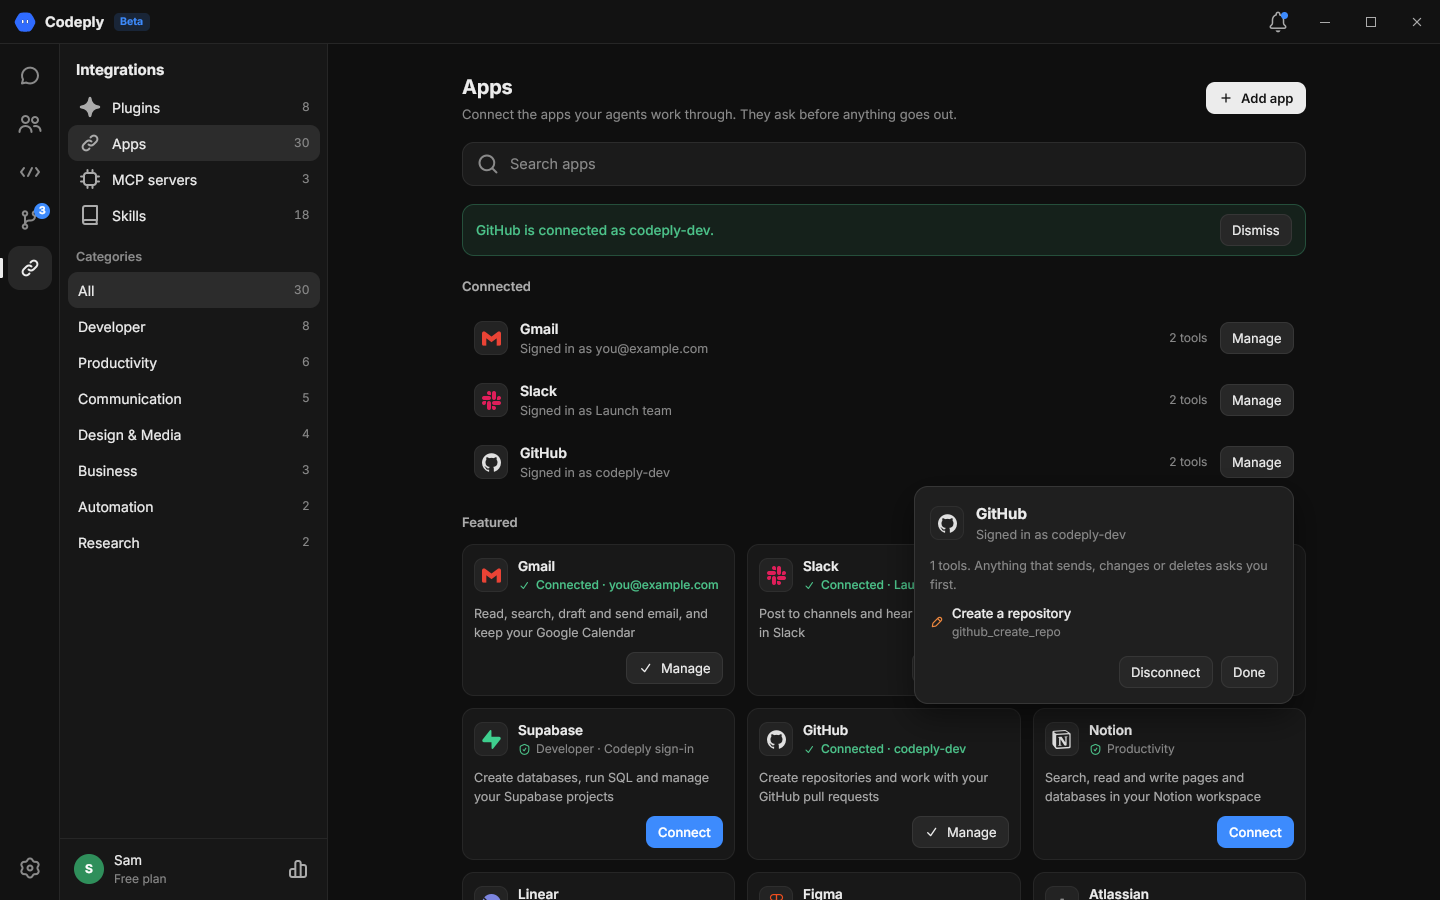 Codeply Beta
3
Integrations
Plugins 8
Apps 30
MCP servers 3
Skills 18
Categories
All 30
Developer 8
Productivity 6
Communication 5
Design & Media 4
Business 3
Automation 2
Research 2
S
Sam
Free plan
Apps
Connect the apps your agents work through. They ask before anything goes out.
Add app
Search apps
GitHub is connected as codeply-dev.
Dismiss
Connected
Gmail
Signed in as you@example.com
2 tools
Manage
Slack
Signed in as Launch team
2 tools
Manage
GitHub
Signed in as codeply-dev
2 tools
Manage
GitHub
Signed in as codeply-dev
1 tools. Anything that sends, changes or deletes asks you
first.
Create a repository
github_create_repo
Disconnect
Done
Featured
Gmail
Connected · you@example.com
Read, search, draft and send email, and
keep your Google Calendar
Manage
Slack
Connected · Lau
Post to channels and hear
in Slack
Supabase
Developer · Codeply sign-in
Create databases, run SQL and manage
your Supabase projects
Connect
GitHub
Connected · codeply-dev
Create repositories and work with your
GitHub pull requests
Manage
Notion
Productivity
Search, read and write pages and
databases in your Notion workspace
Connect
Linear
Figma
Atlassian